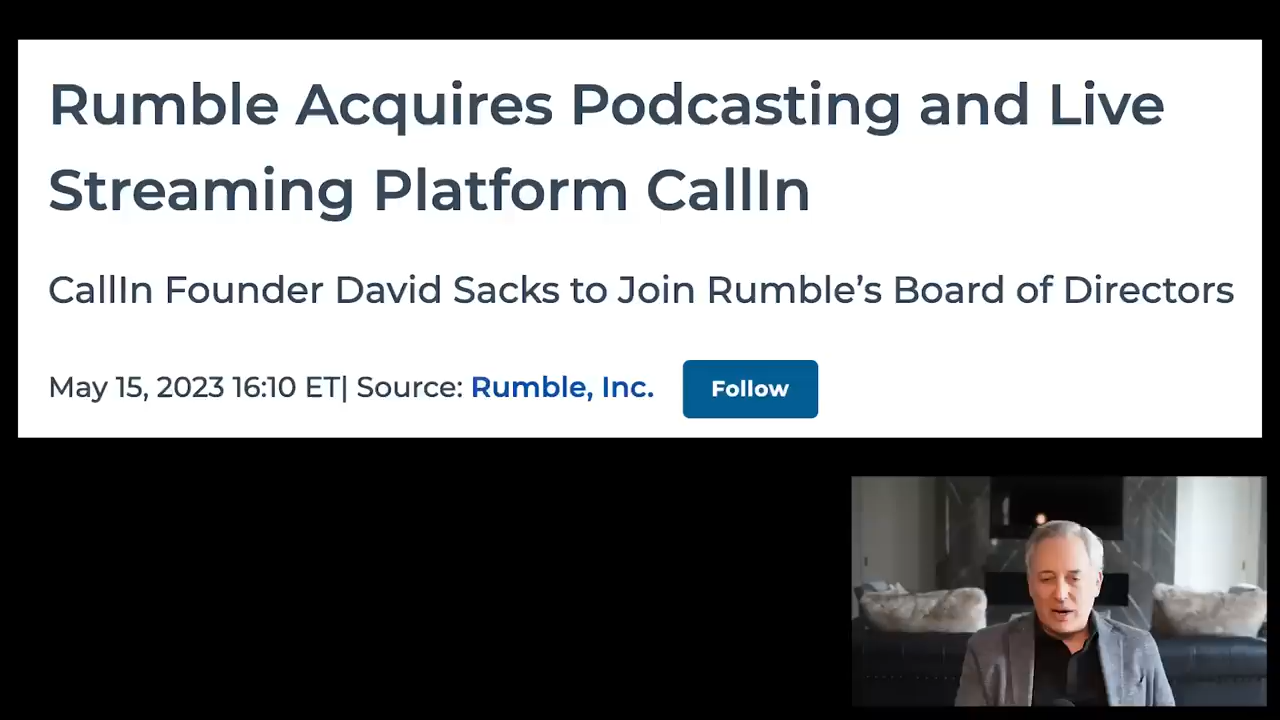 Rumble Acquires Podcasting and Live
Streaming Platform CallIn
CallIn Founder David Sacks to Join Rumble’s Board of Directors
May 15, 2023 16:10 ET| Source: Rumble, Inc. Follow